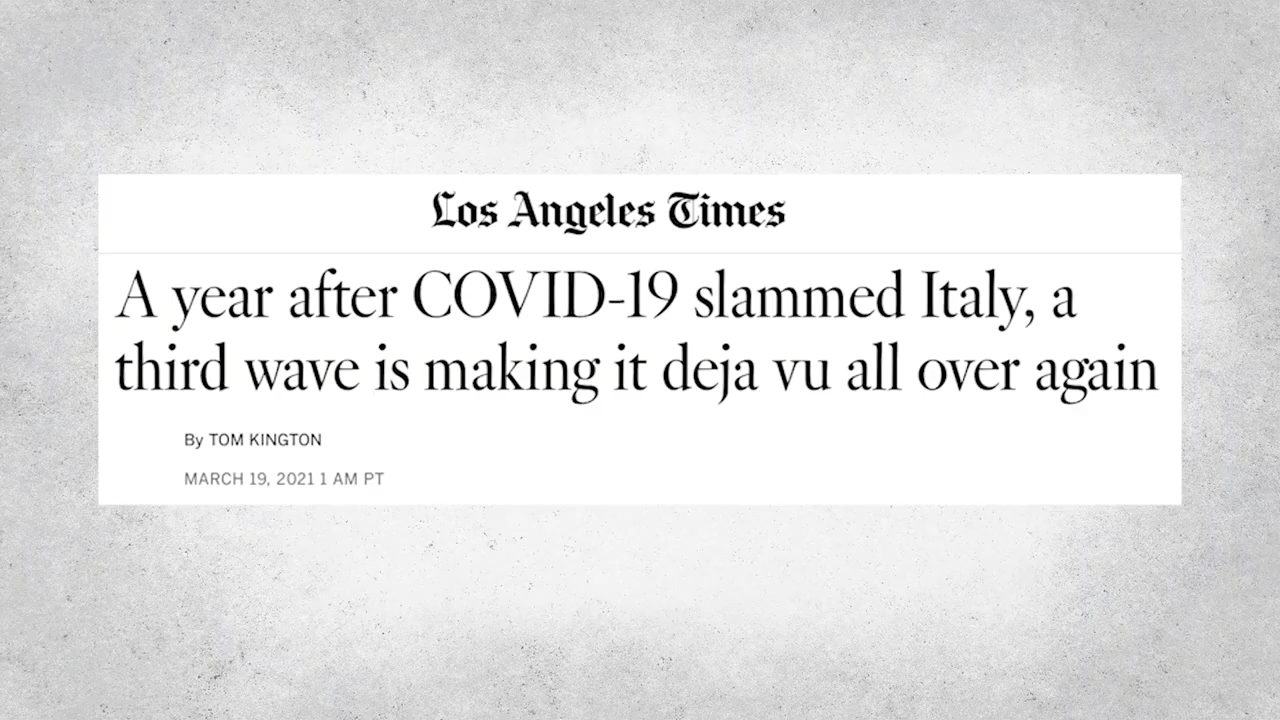 Los Angeles Times
A year after COVID-19 slammed Italy, a
third wave is making it deja vu all over again
By TOM KINGTON
MARCH 19, 2021 1 AM PT